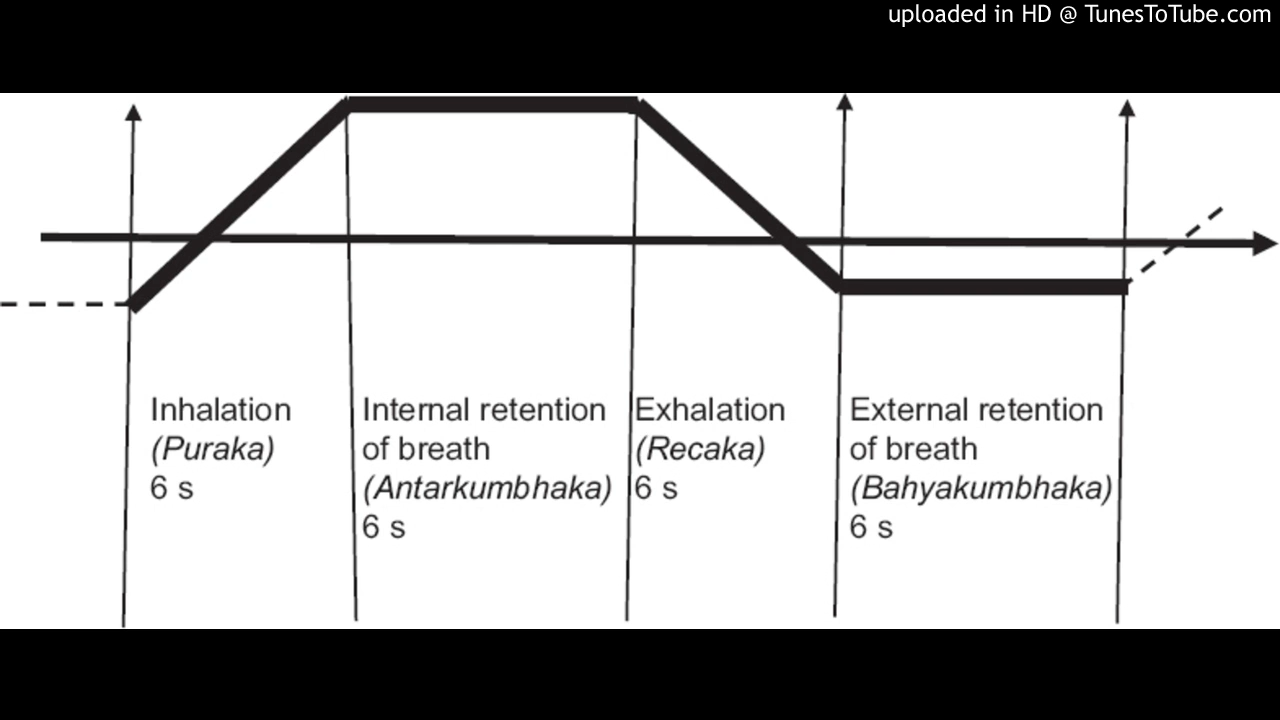 uploaded in HD @ TunesToTube.com
Inhalation
(Puraka)
6 s
Internal retention
of breath
(Antarkumbhaka)
6 s
Exhalation
(Recaka)
6 s
External retention
of breath
(Bahyakumbhaka)
6 s